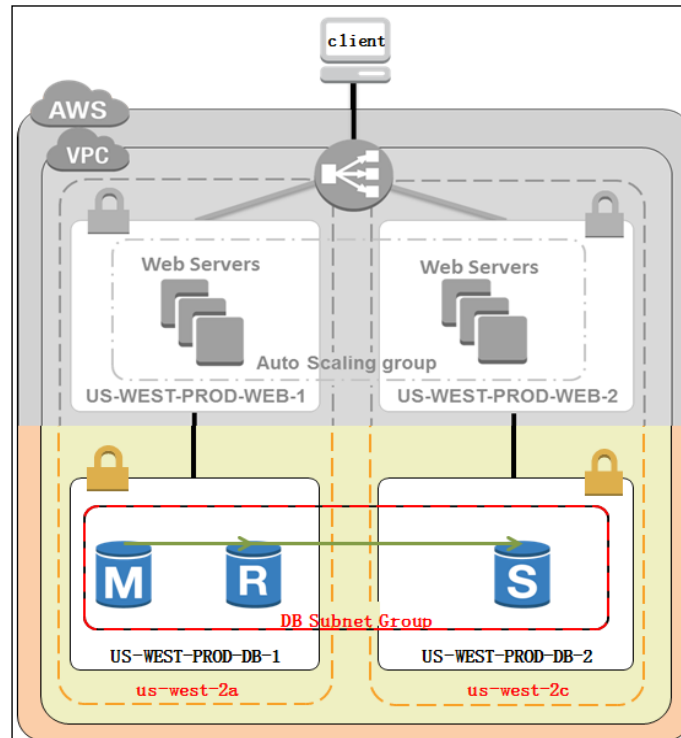 client
AWS
VPC
Web Servers
Web Servers
Auto Scaling group
US-WEST-PROD-WEB-1
US-WEST-PROD-WEB-2
M
R
S
DB Subnet Group
US-WEST-PROD-DB-1
US-WEST-PROD-DB-2
us-west-2a
us-west-2c